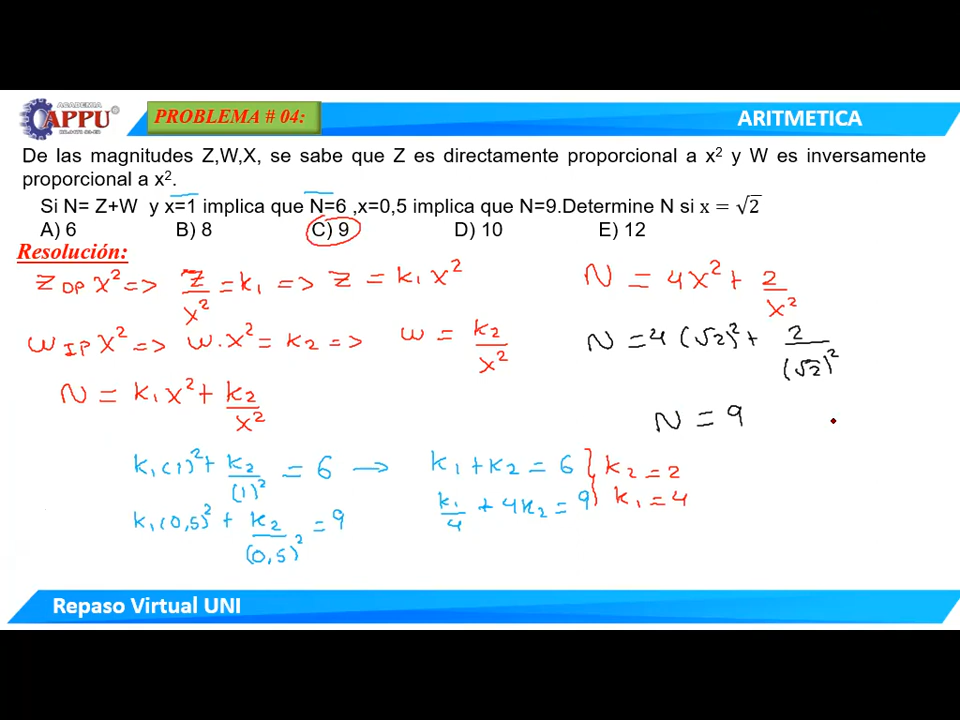 ACADEMIA
APPU
PROBLEMA # 04:
ARITMETICA
De las magnitudes Z,W,X, se sabe que Z es directamente proporcional a x² y W es inversamente
proporcional a x².
Si N= Z+W y x=1 implica que N=6 ,x=0,5 implica que N=9.Determine N si x = √2
A) 6 B) 8 C) 9 D) 10 E) 12
Resolución:
Z DP X² => Z/X² = K₁ => Z = K₁X²
W IP X² => W.X² = K₂ => W = K₂/X²
N = K₁X² + K₂/X²
K₁(1)² + K₂/(1)² = 6 → K₁ + K₂ = 6 } K₂ = 2
K₁(0,5)² + K₂/(0,5)² = 9 K₁/4 + 4K₂ = 9 } K₁ = 4
N = 4X² + 2/X²
N = 4(√2)² + 2/(√2)²
N = 9
Repaso Virtual UNI